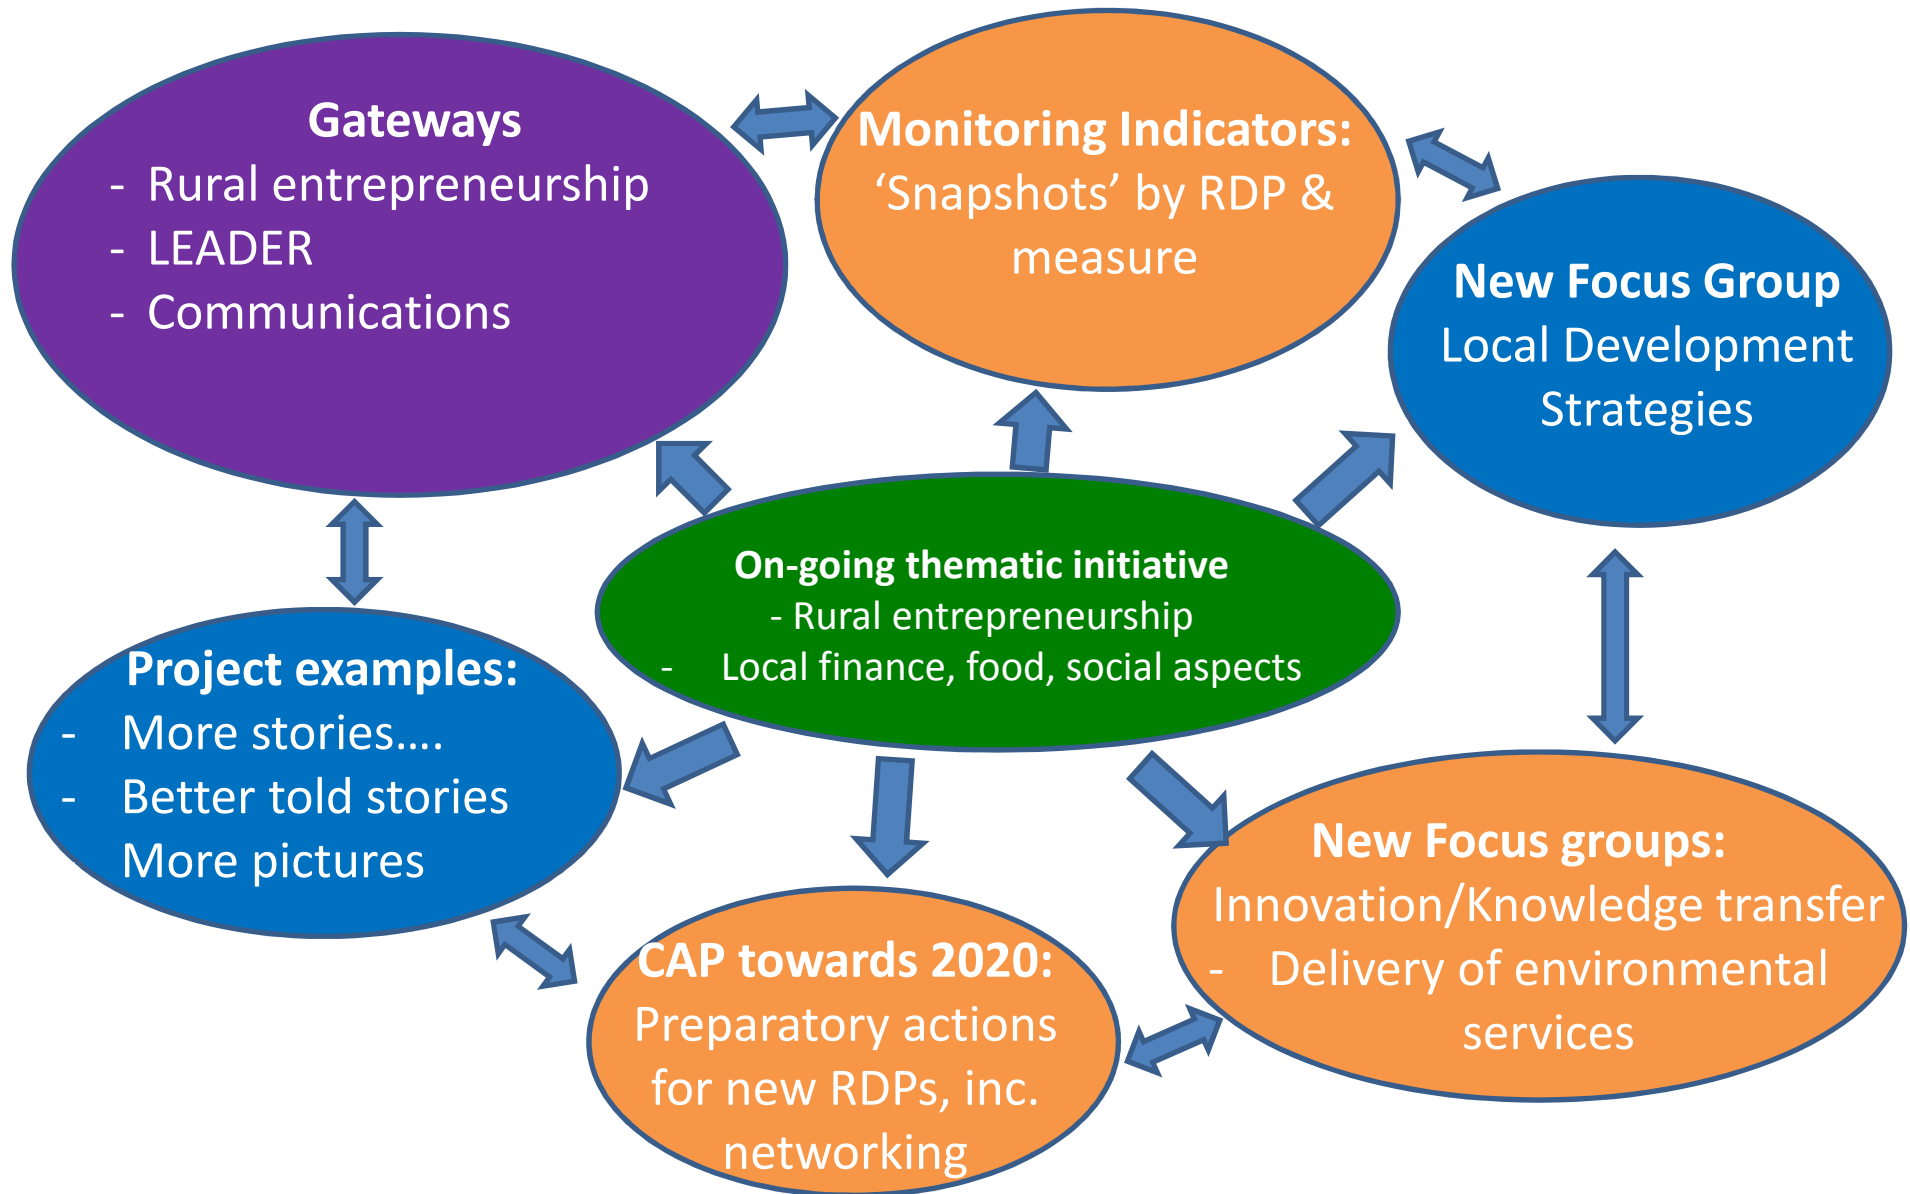 Gateways
- Rural entrepreneurship
- LEADER
- Communications
Monitoring Indicators:
‘Snapshots’ by RDP &
measure
New Focus Group
Local Development
Strategies
On-going thematic initiative
- Rural entrepreneurship
- Local finance, food, social aspects
Project examples:
- More stories….
- Better told stories
More pictures
New Focus groups:
Innovation/Knowledge transfer
- Delivery of environmental
services
CAP towards 2020:
Preparatory actions
for new RDPs, inc.
networking